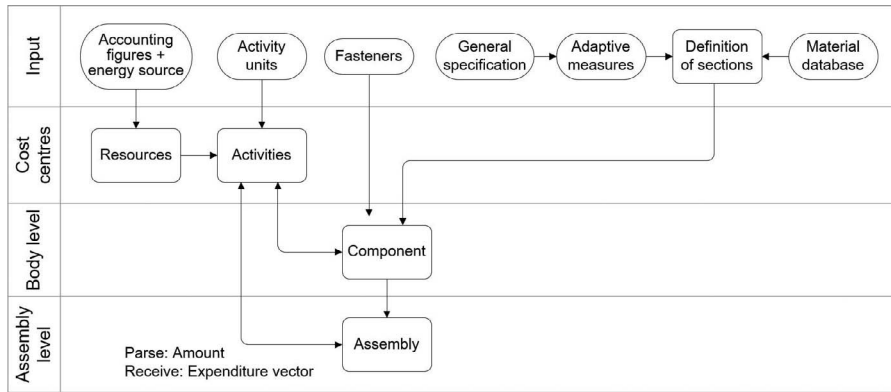 Input
Accounting
figures +
energy source
Activity
units
Fasteners
General
specification
Adaptive
measures
Definition
of sections
Material
database
Cost
centres
Resources
Activities
Body level
Component
Assembly
level
Assembly
Parse: Amount
Receive: Expenditure vector